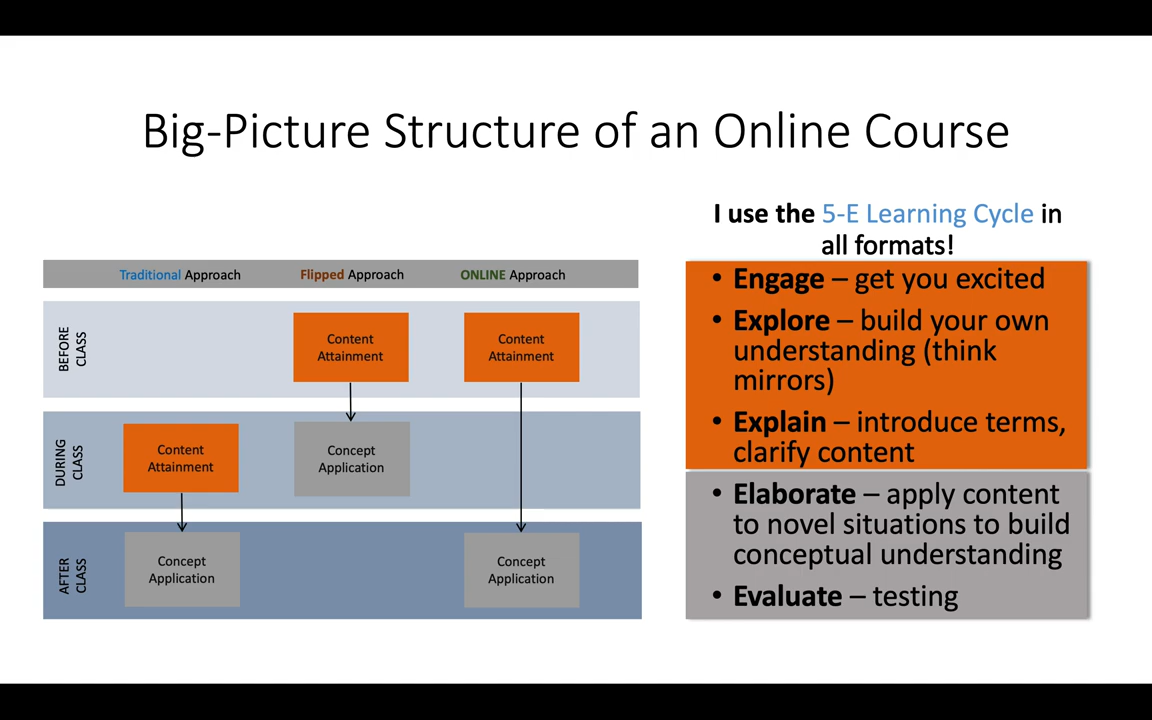 Big-Picture Structure of an Online Course
Traditional Approach
Flipped Approach
ONLINE Approach
BEFORE
CLASS
Content
Attainment
Content
Attainment
DURING
CLASS
Content
Attainment
Concept
Application
AFTER
CLASS
Concept
Application
Concept
Application
I use the 5-E Learning Cycle in
all formats!
• Engage – get you excited
• Explore – build your own
understanding (think
mirrors)
• Explain – introduce terms,
clarify content
• Elaborate – apply content
to novel situations to build
conceptual understanding
• Evaluate – testing